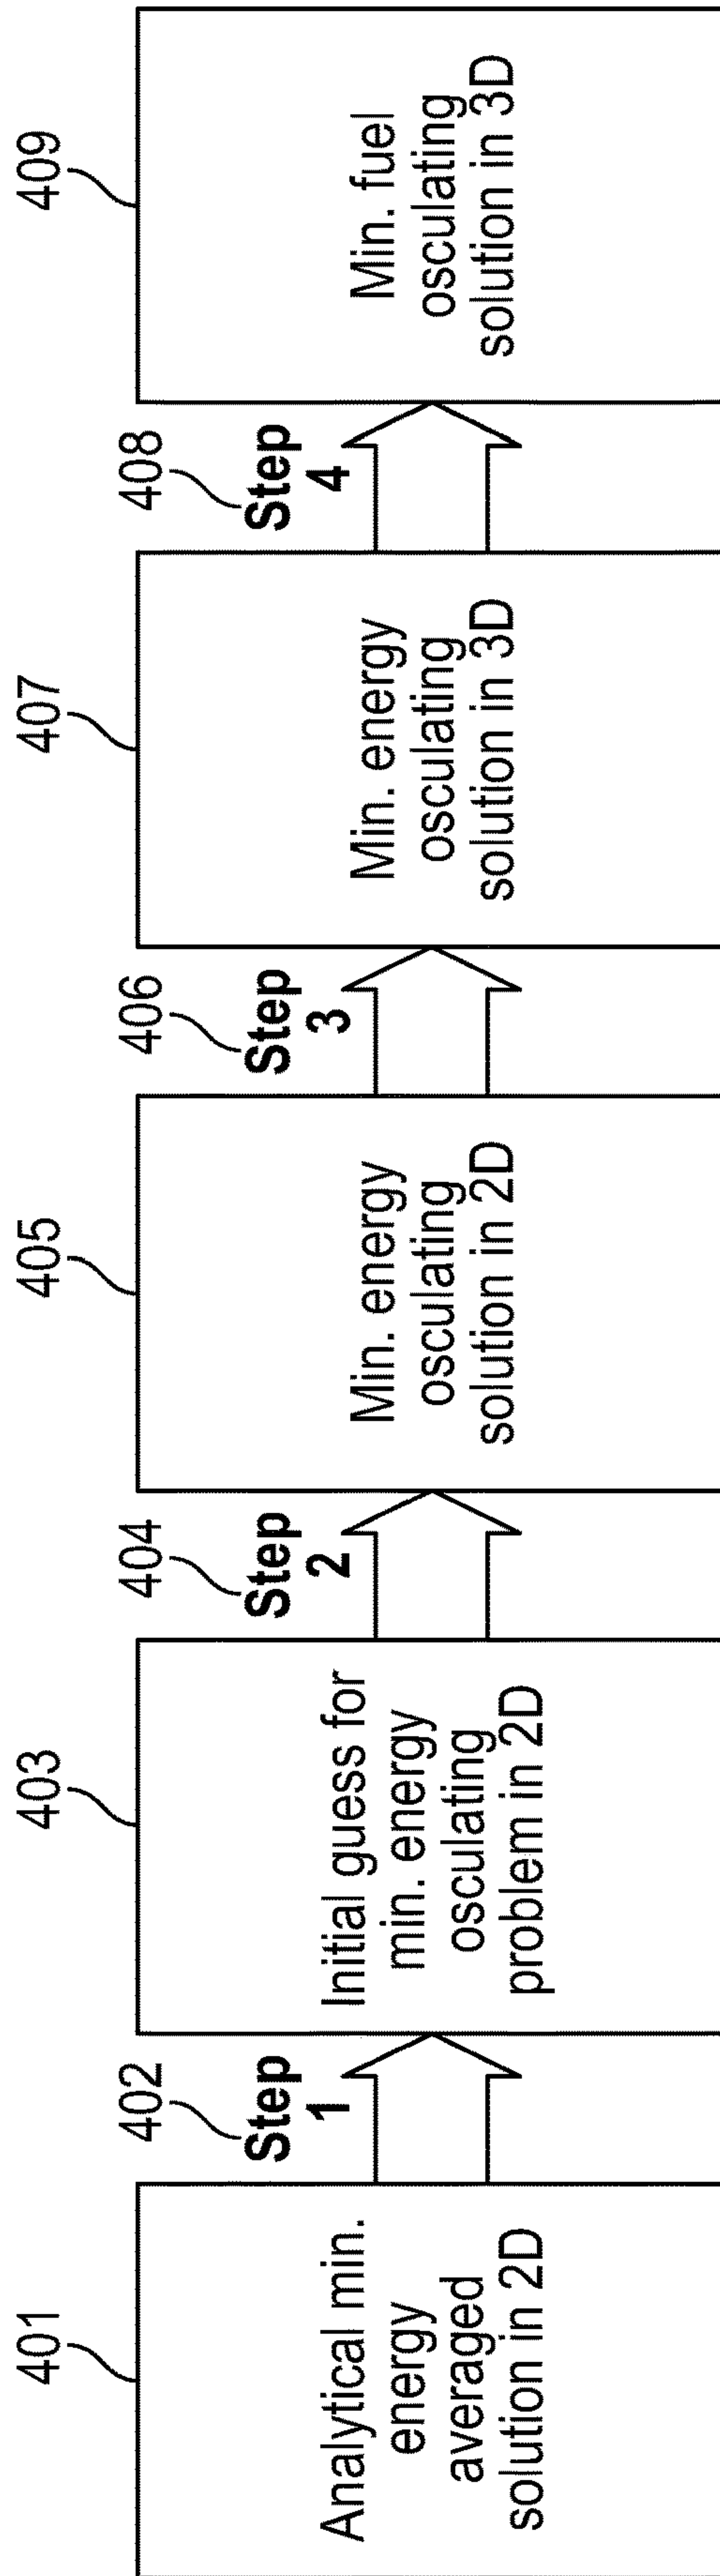 401
Analytical min.
energy
averaged
solution in 2D
402
Step
1
403
Initial guess for
min. energy
osculating
problem in 2D
404
Step
2
405
Min. energy
osculating
solution in 2D
406
Step
3
407
Min. energy
osculating
solution in 3D
408
Step
4
409
Min. fuel
osculating
solution in 3D